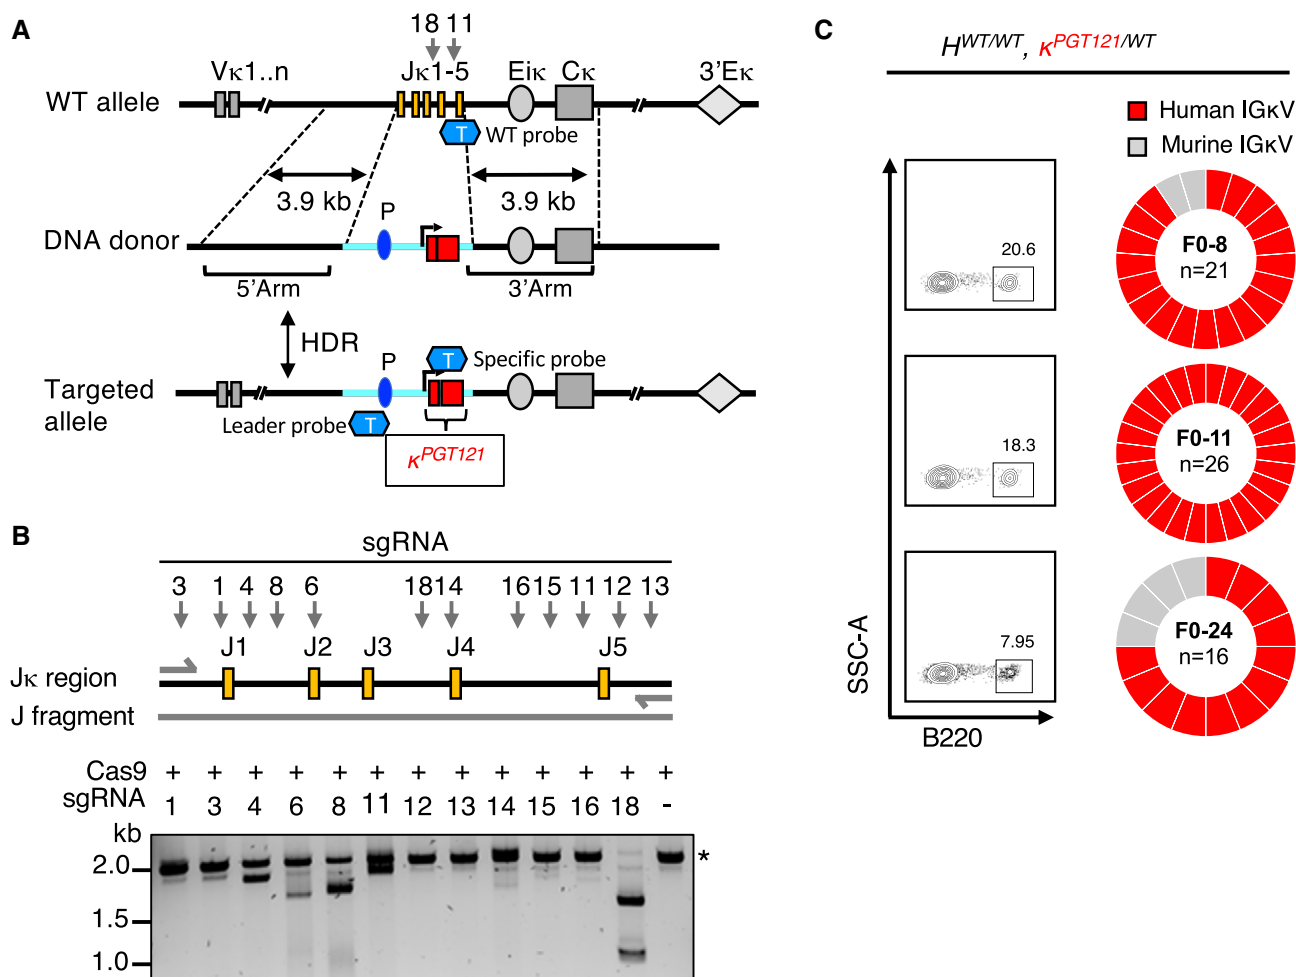 A
18 11
Vκ1..n
Jκ1-5
Eiκ
Cκ
3'Eκ
WT allele
T
WT probe
3.9 kb
3.9 kb
P
DNA donor
5'Arm
3'Arm
HDR
P
T
Specific probe
Targeted
allele
Leader probe
T
κPGT121
B
sgRNA
3 1 4 8 6 18 14 16 15 11 12 13
J1 J2 J3 J4 J5
Jκ region
J fragment
Cas9 + + + + + + + + + + + + +
sgRNA 1 3 4 6 8 11 12 13 14 15 16 18 -
kb
2.0
*
1.5
1.0
C
HWT/WT, κPGT121/WT
Human IGκV
Murine IGκV
20.6
F0-8
n=21
18.3
F0-11
n=26
7.95
F0-24
n=16
SSC-A
B220